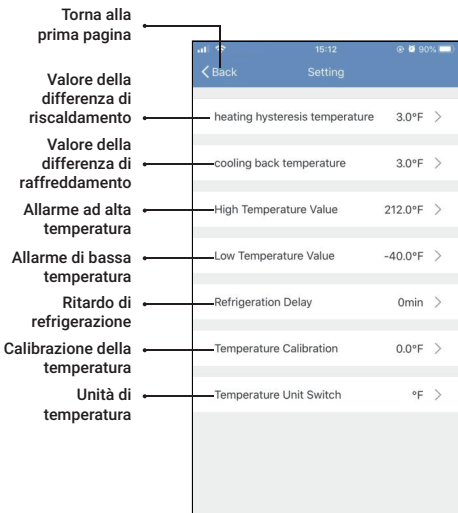 Torna alla
prima pagina
15:12
90%
Back
Setting
Valore della
differenza di
riscaldamento
heating hysteresis temperature 3.0°F
Valore della
differenza di
raffreddamento
cooling back temperature 3.0°F
Allarme ad alta
temperatura
High Temperature Value 212.0°F
Allarme di bassa
temperatura
Low Temperature Value -40.0°F
Ritardo di
refrigerazione
Refrigeration Delay 0min
Calibrazione della
temperatura
Temperature Calibration 0.0°F
Unità di
temperatura
Temperature Unit Switch °F